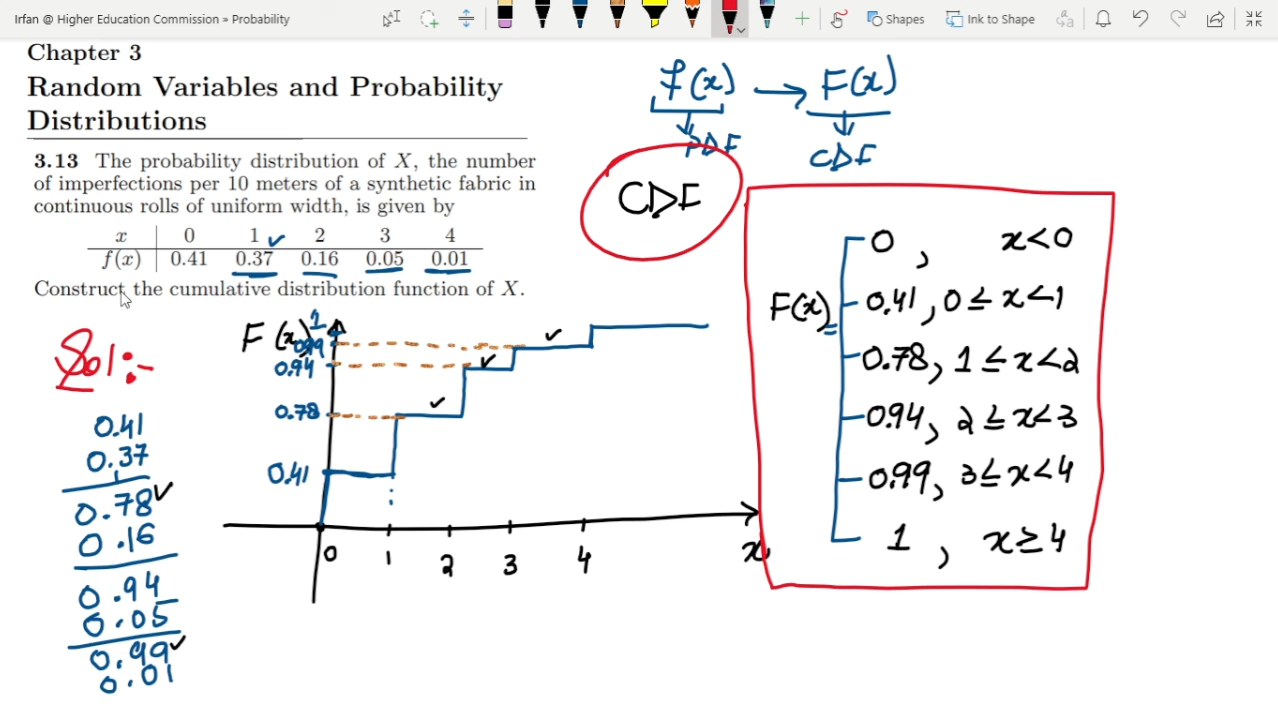 Irfan @ Higher Education Commission » Probability
Shapes
Ink to Shape
Chapter 3
Random Variables and Probability
Distributions
3.13 The probability distribution of X, the number
of imperfections per 10 meters of a synthetic fabric in
continuous rolls of uniform width, is given by
x 0 1 2 3 4
f(x) 0.41 0.37 0.16 0.05 0.01
Construct the cumulative distribution function of X.
f(x) → F(x)
PDF
CDF
CDF
Sol:-
0.41
0.37
0.78
0.16
0.94
0.05
0.99
0.01
F(x)
1
0.99
0.94
0.78
0.41
0 1 2 3 4
x
F(x) =
0, x<0
0.41, 0≤x<1
0.78, 1≤x<2
0.94, 2≤x<3
0.99, 3≤x<4
1, x≥4